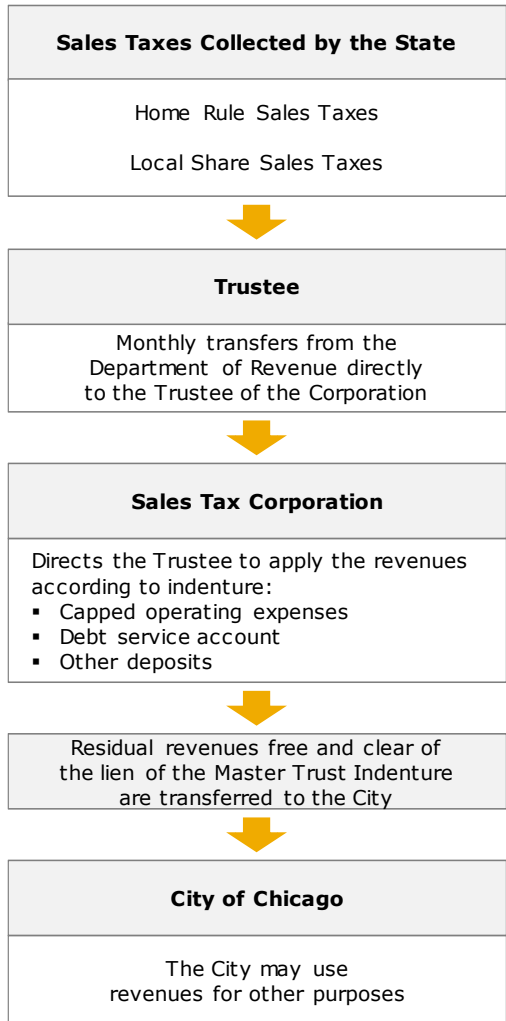 Sales Taxes Collected by the State
Home Rule Sales Taxes
Local Share Sales Taxes
Trustee
Monthly transfers from the
Department of Revenue directly
to the Trustee of the Corporation
Sales Tax Corporation
Directs the Trustee to apply the revenues
according to indenture:
▪ Capped operating expenses
▪ Debt service account
▪ Other deposits
Residual revenues free and clear of
the lien of the Master Trust Indenture
are transferred to the City
City of Chicago
The City may use
revenues for other purposes